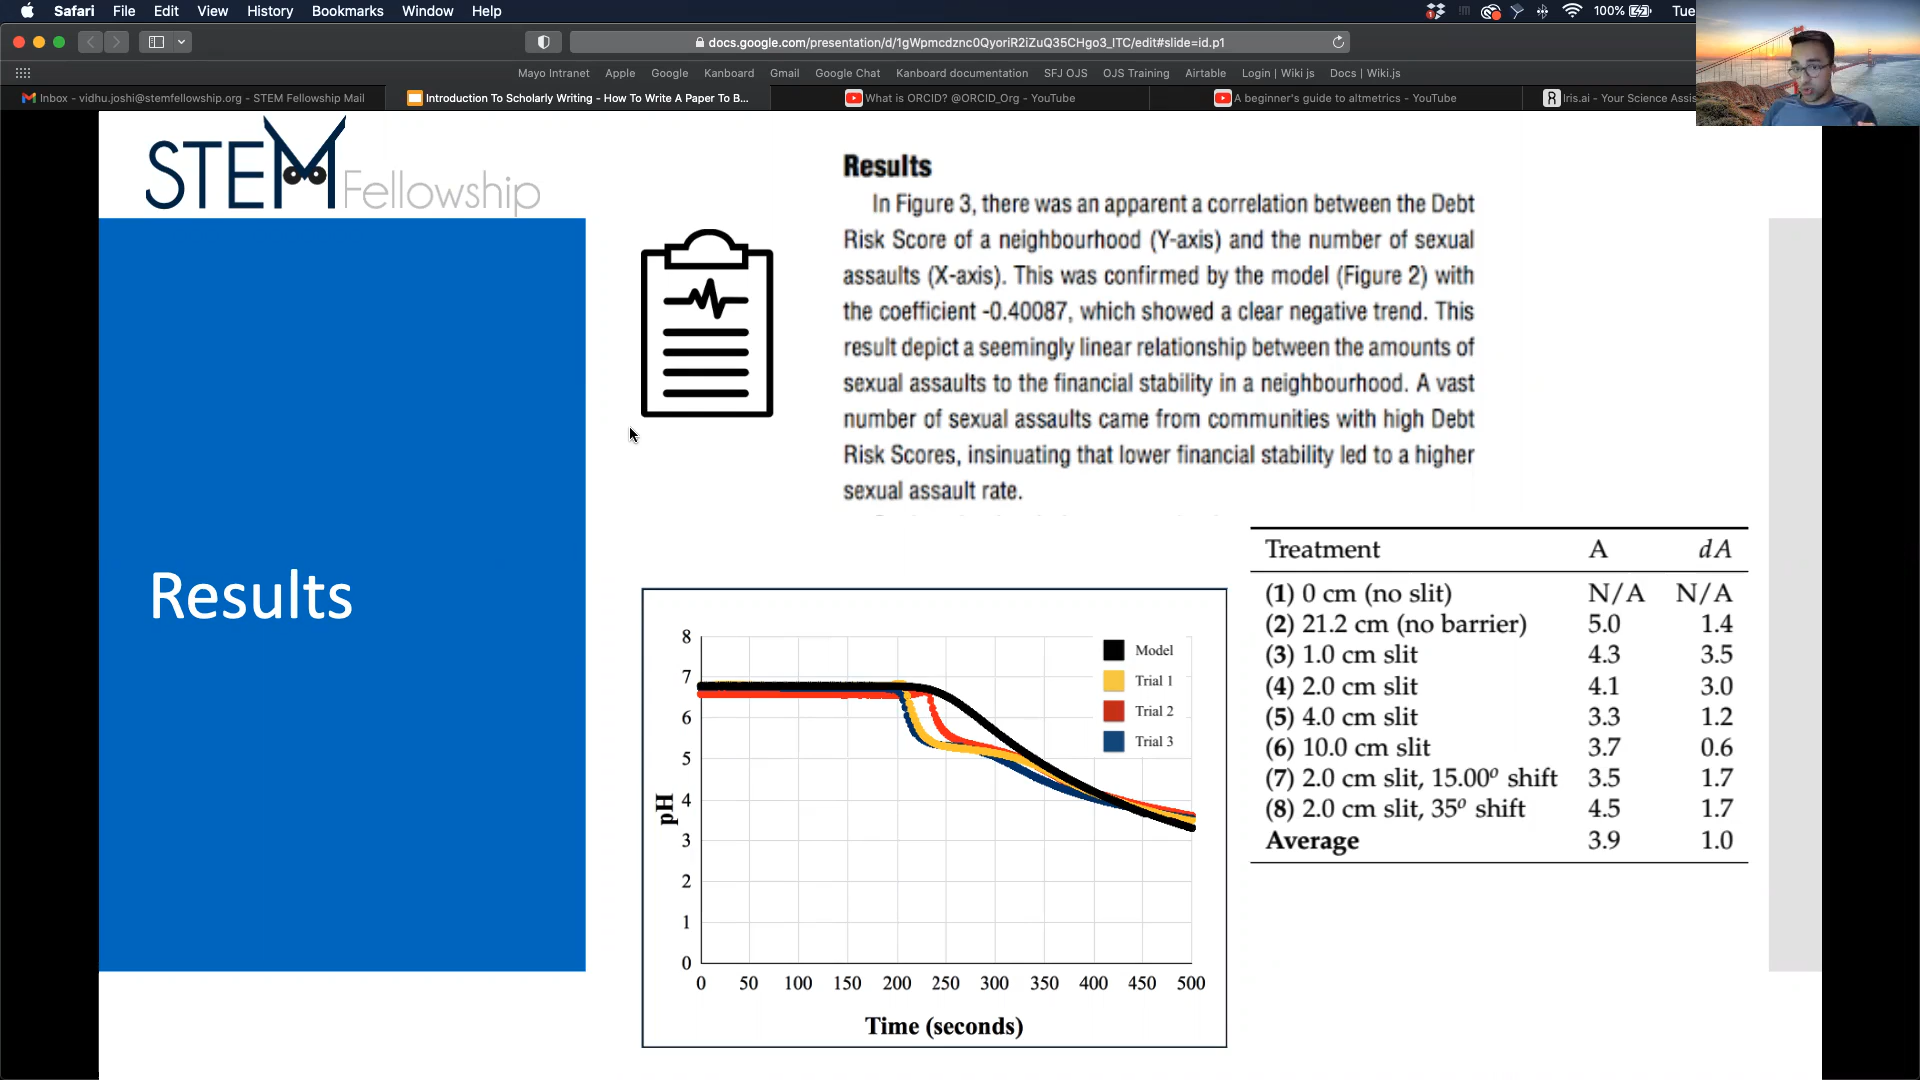 Safari File Edit View History Bookmarks Window Help 100% Tue
docs.google.com/presentation/d/1gWpmcdznc0QyoriR2iZuQ35CHgo3_ITC/edit#slide=id.p1
Mayo Intranet Apple Google Kanboard Gmail Google Chat Kanboard documentation SFJ OJS OJS Training Airtable Login | Wiki js Docs | Wiki.js
Inbox - vidhu.joshi@stemfellowship.org - STEM Fellowship Mail
Introduction To Scholarly Writing - How To Write A Paper To B...
What is ORCID? @ORCID_Org - YouTube
A beginner's guide to altmetrics - YouTube
R Iris.ai - Your Science Assis
STEM Fellowship
Results
Results
In Figure 3, there was an apparent a correlation between the Debt
Risk Score of a neighbourhood (Y-axis) and the number of sexual
assaults (X-axis). This was confirmed by the model (Figure 2) with
the coefficient -0.40087, which showed a clear negative trend. This
result depict a seemingly linear relationship between the amounts of
sexual assaults to the financial stability in a neighbourhood. A vast
number of sexual assaults came from communities with high Debt
Risk Scores, insinuating that lower financial stability led to a higher
sexual assault rate.
8
7
6
5
4
3
2
1
0
pH
0 50 100 150 200 250 300 350 400 450 500
Time (seconds)
Model
Trial 1
Trial 2
Trial 3
Treatment A dA
(1) 0 cm (no slit) N/A N/A
(2) 21.2 cm (no barrier) 5.0 1.4
(3) 1.0 cm slit 4.3 3.5
(4) 2.0 cm slit 4.1 3.0
(5) 4.0 cm slit 3.3 1.2
(6) 10.0 cm slit 3.7 0.6
(7) 2.0 cm slit, 15.00º shift 3.5 1.7
(8) 2.0 cm slit, 35º shift 4.5 1.7
Average 3.9 1.0